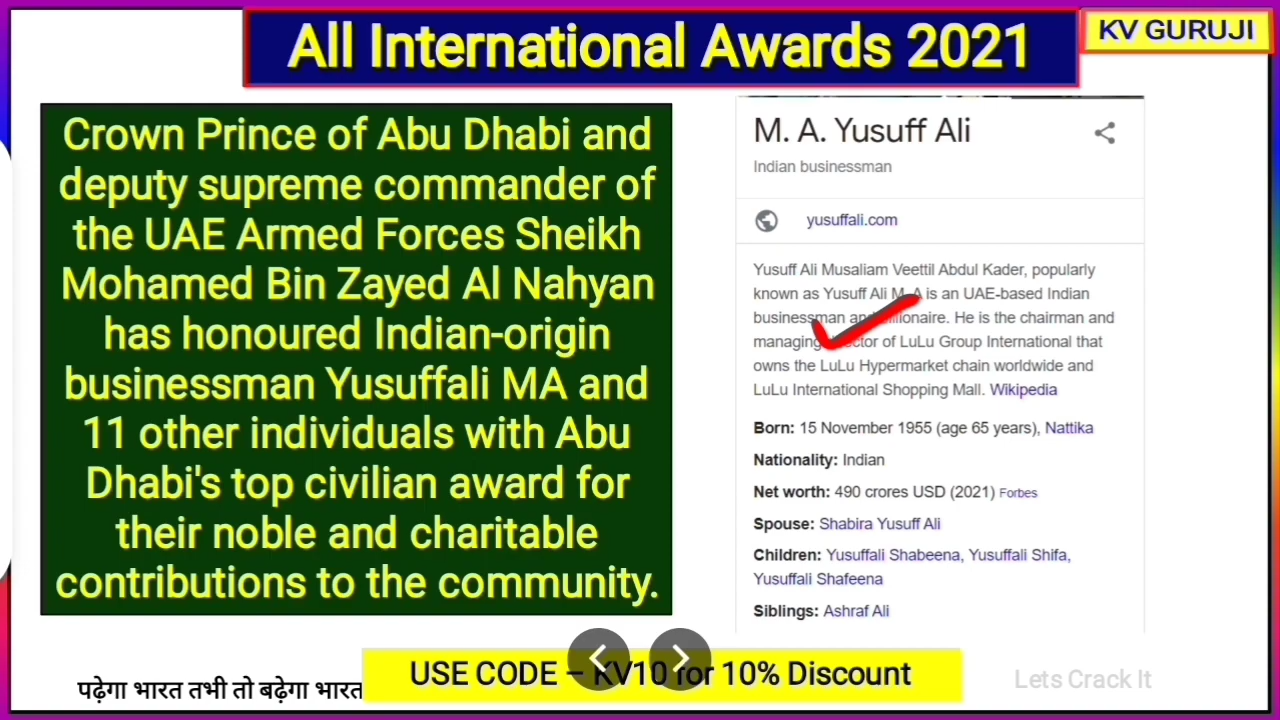 All International Awards 2021
KV GURUJI
Crown Prince of Abu Dhabi and
deputy supreme commander of
the UAE Armed Forces Sheikh
Mohamed Bin Zayed Al Nahyan
has honoured Indian-origin
businessman Yusuffali MA and
11 other individuals with Abu
Dhabi's top civilian award for
their noble and charitable
contributions to the community.
M. A. Yusuff Ali
Indian businessman
yusuffali.com
Yusuff Ali Musaliam Veettil Abdul Kader, popularly
known as Yusuff Ali M. A is an UAE-based Indian
businessman and. He is the chairman and
managing of LuLu Group International that
owns the LuLu Hypermarket chain worldwide and
LuLu International Shopping Mall. Wikipedia
Born: 15 November 1955 (age 65 years), Nattika
Nationality: Indian
Net worth: 490 crores USD (2021) Forbes
Spouse: Shabira Yusuff Ali
Children: Yusuffali Shabeena, Yusuffali Shifa,
Yusuffali Shafeena
Siblings: Ashraf Ali
USE CODE – KV10 for 10% Discount
पढ़ेगा भारत तभी तो बढ़ेगा भारत
Lets Crack It